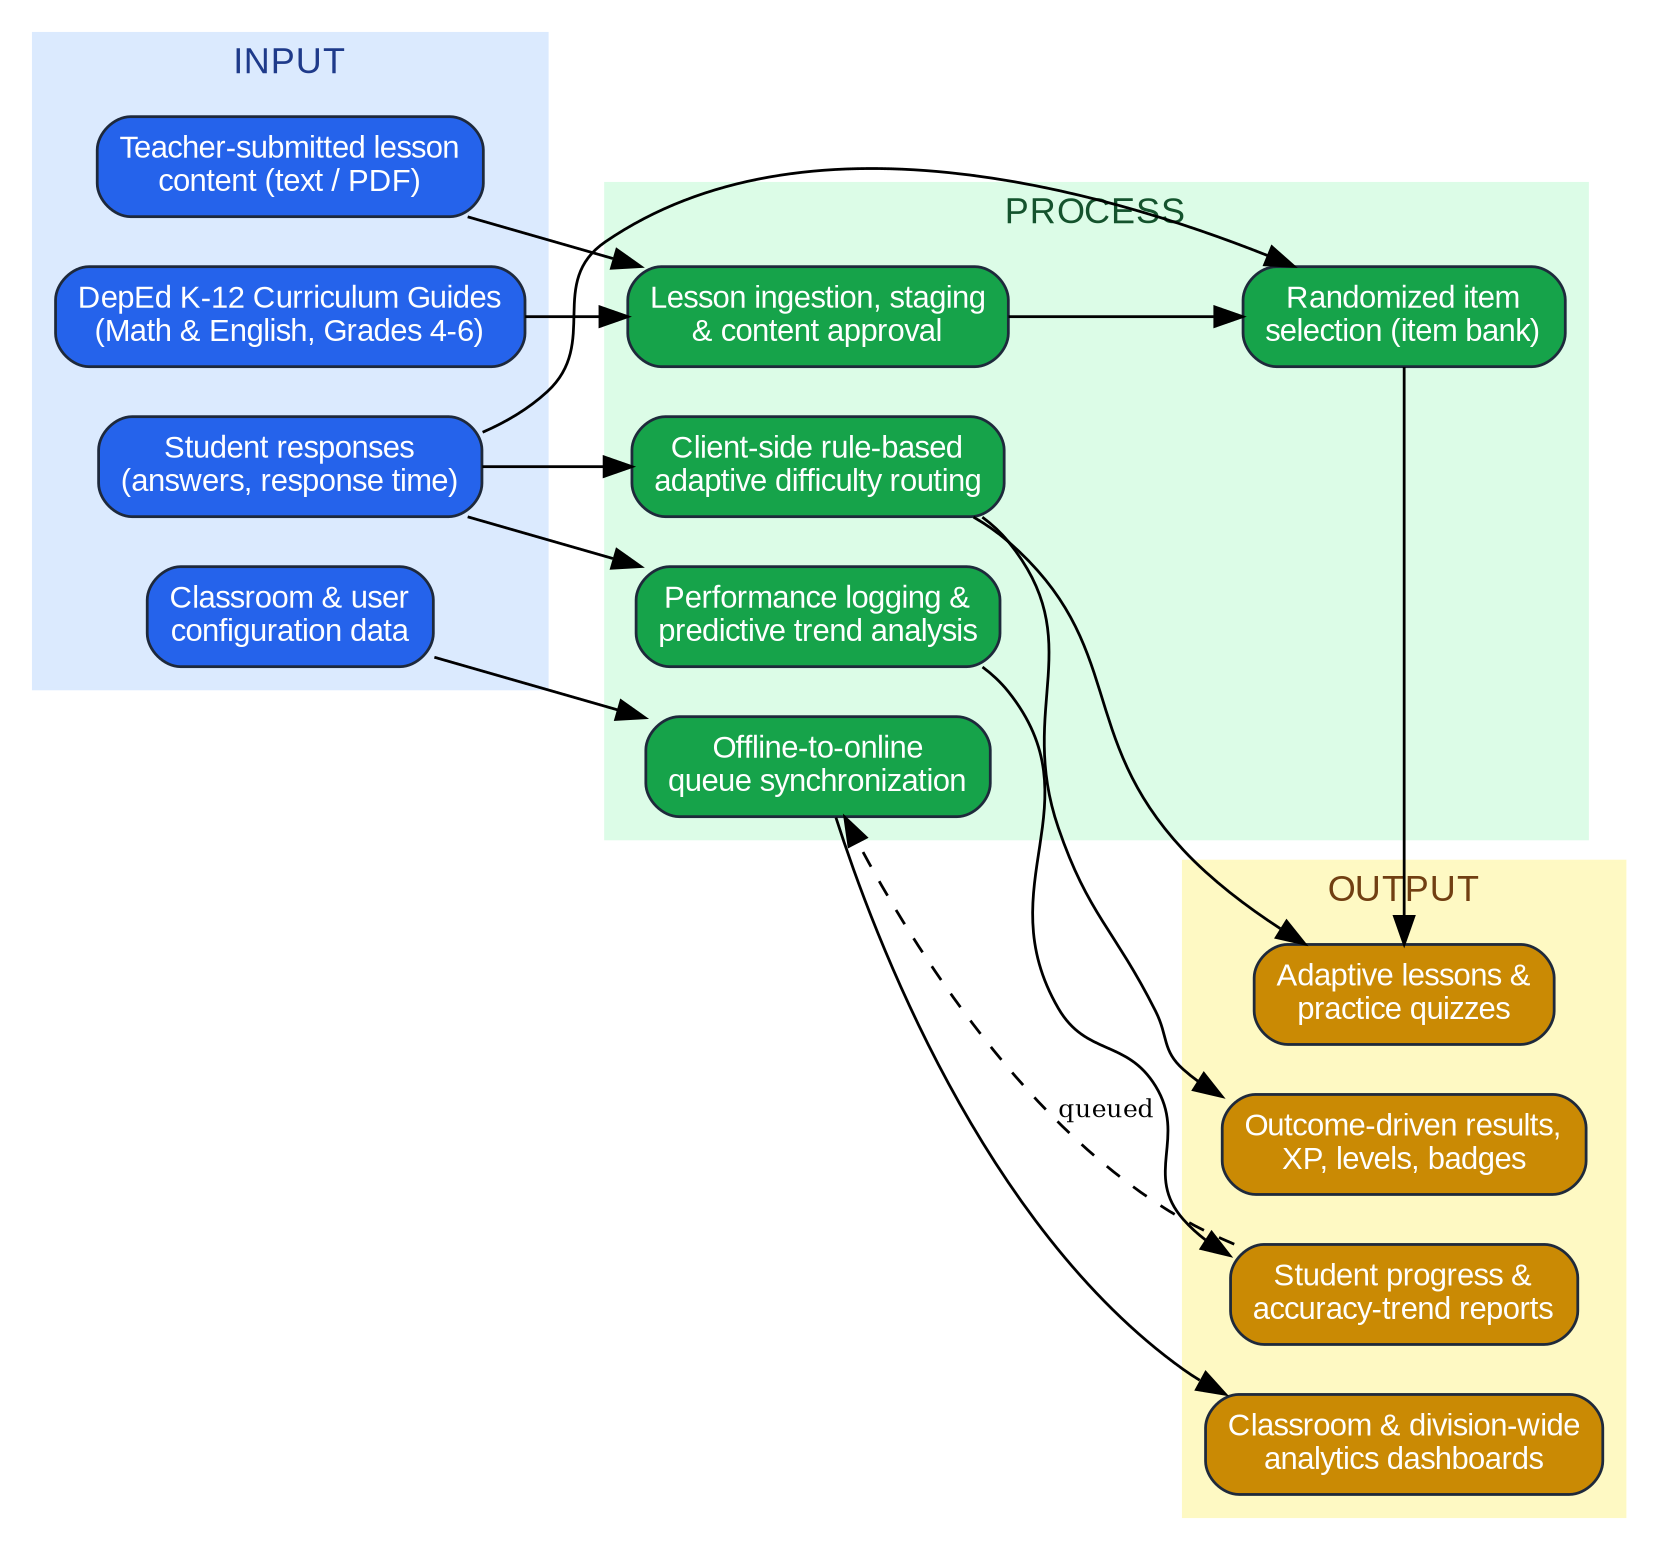 INPUT
Teacher-submitted lesson
content (text / PDF)
DepEd K-12 Curriculum Guides
(Math & English, Grades 4-6)
Student responses
(answers, response time)
Classroom & user
configuration data
PROCESS
Lesson ingestion, staging
& content approval
Randomized item
selection (item bank)
Client-side rule-based
adaptive difficulty routing
Performance logging &
predictive trend analysis
Offline-to-online
queue synchronization
queued
OUTPUT
Adaptive lessons &
practice quizzes
Outcome-driven results,
XP, levels, badges
Student progress &
accuracy-trend reports
Classroom & division-wide
analytics dashboards